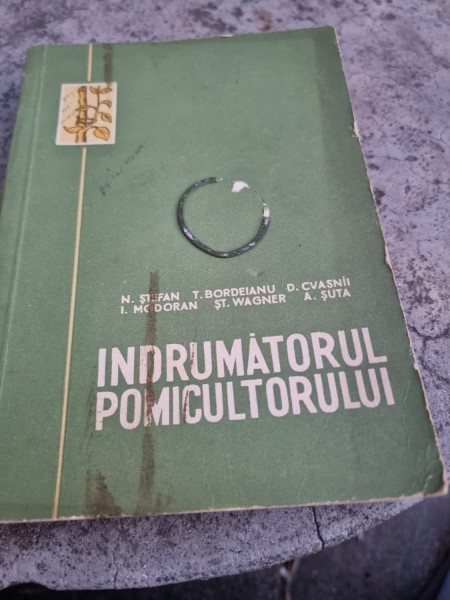 N. ŞTEFAN T. BORDEIANU D. CVASNÎI
I. MODORAN ŞT. WAGNER A. ŞUTA
INDRUMĂTORUL
POMICULTORULUI